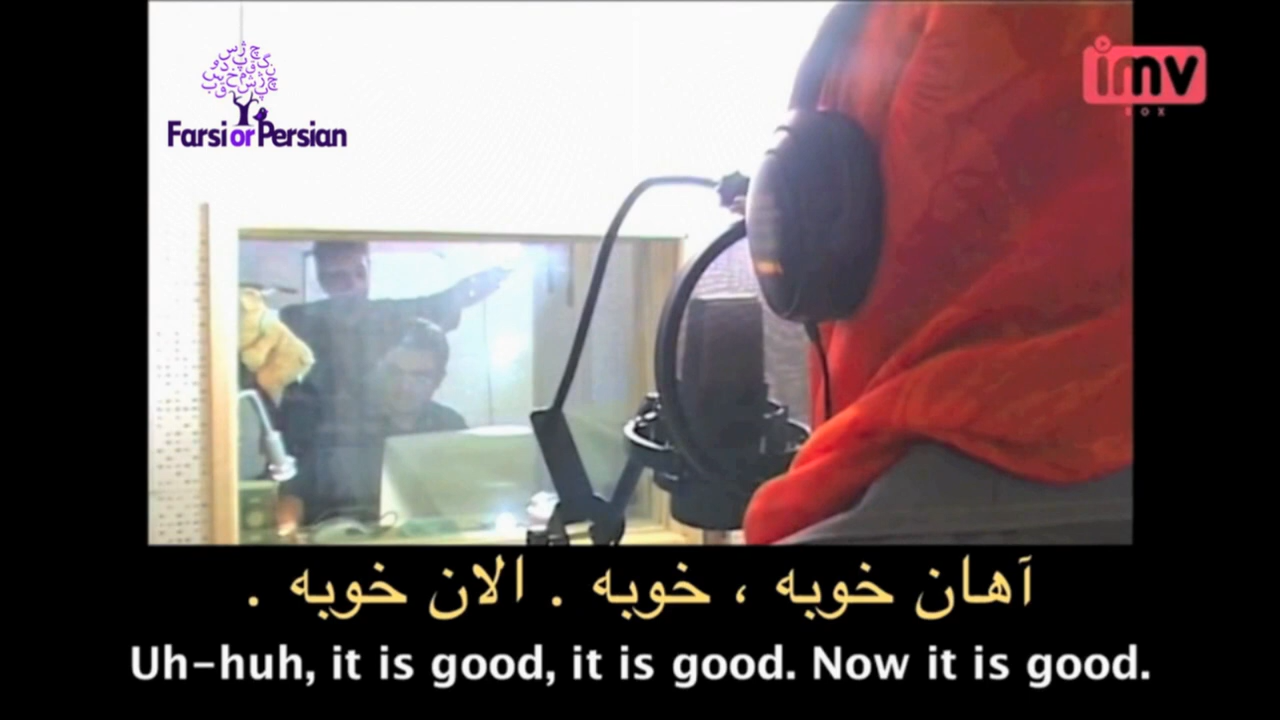 Farsi or Persian
imv
BOX
آهان خوبه ، خوبه . الان خوبه .
Uh-huh, it is good, it is good. Now it is good.